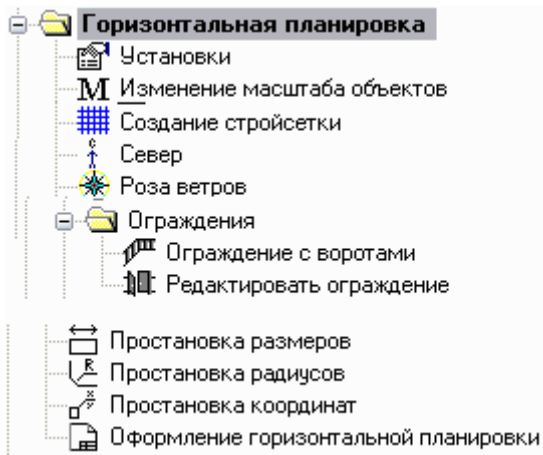 Горизонтальная планировка
Установки
М Изменение масштаба объектов
Создание стройсетки
С Север
Роза ветров
Ограждения
Ограждение с воротами
Редактировать ограждение
Простановка размеров
R Простановка радиусов
Простановка координат
Оформление горизонтальной планировки